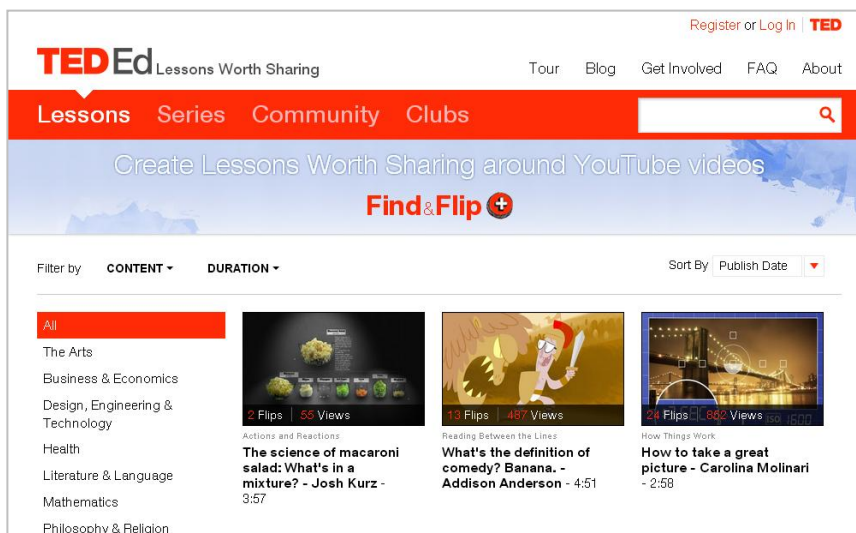 Register or Log In | TED
TEDEd Lessons Worth Sharing
Tour Blog Get Involved FAQ About
Lessons Series Community Clubs
Create Lessons Worth Sharing around YouTube videos
Find&Flip
Filter by CONTENT DURATION Sort By Publish Date
All
The Arts
Business & Economics
Design, Engineering &
Technology
Health
Literature & Language
Mathematics
Philosophy & Religion
2 Flips | 55 Views
Actions and Reactions
The science of macaroni
salad: What's in a
mixture? - Josh Kurz -
3:57
13 Flips | 487 Views
Reading Between the Lines
What's the definition of
comedy? Banana. -
Addison Anderson - 4:51
ISO 1600
24 Flips | 852 Views
How Things Work
How to take a great
picture - Carolina Molinari
- 2:58